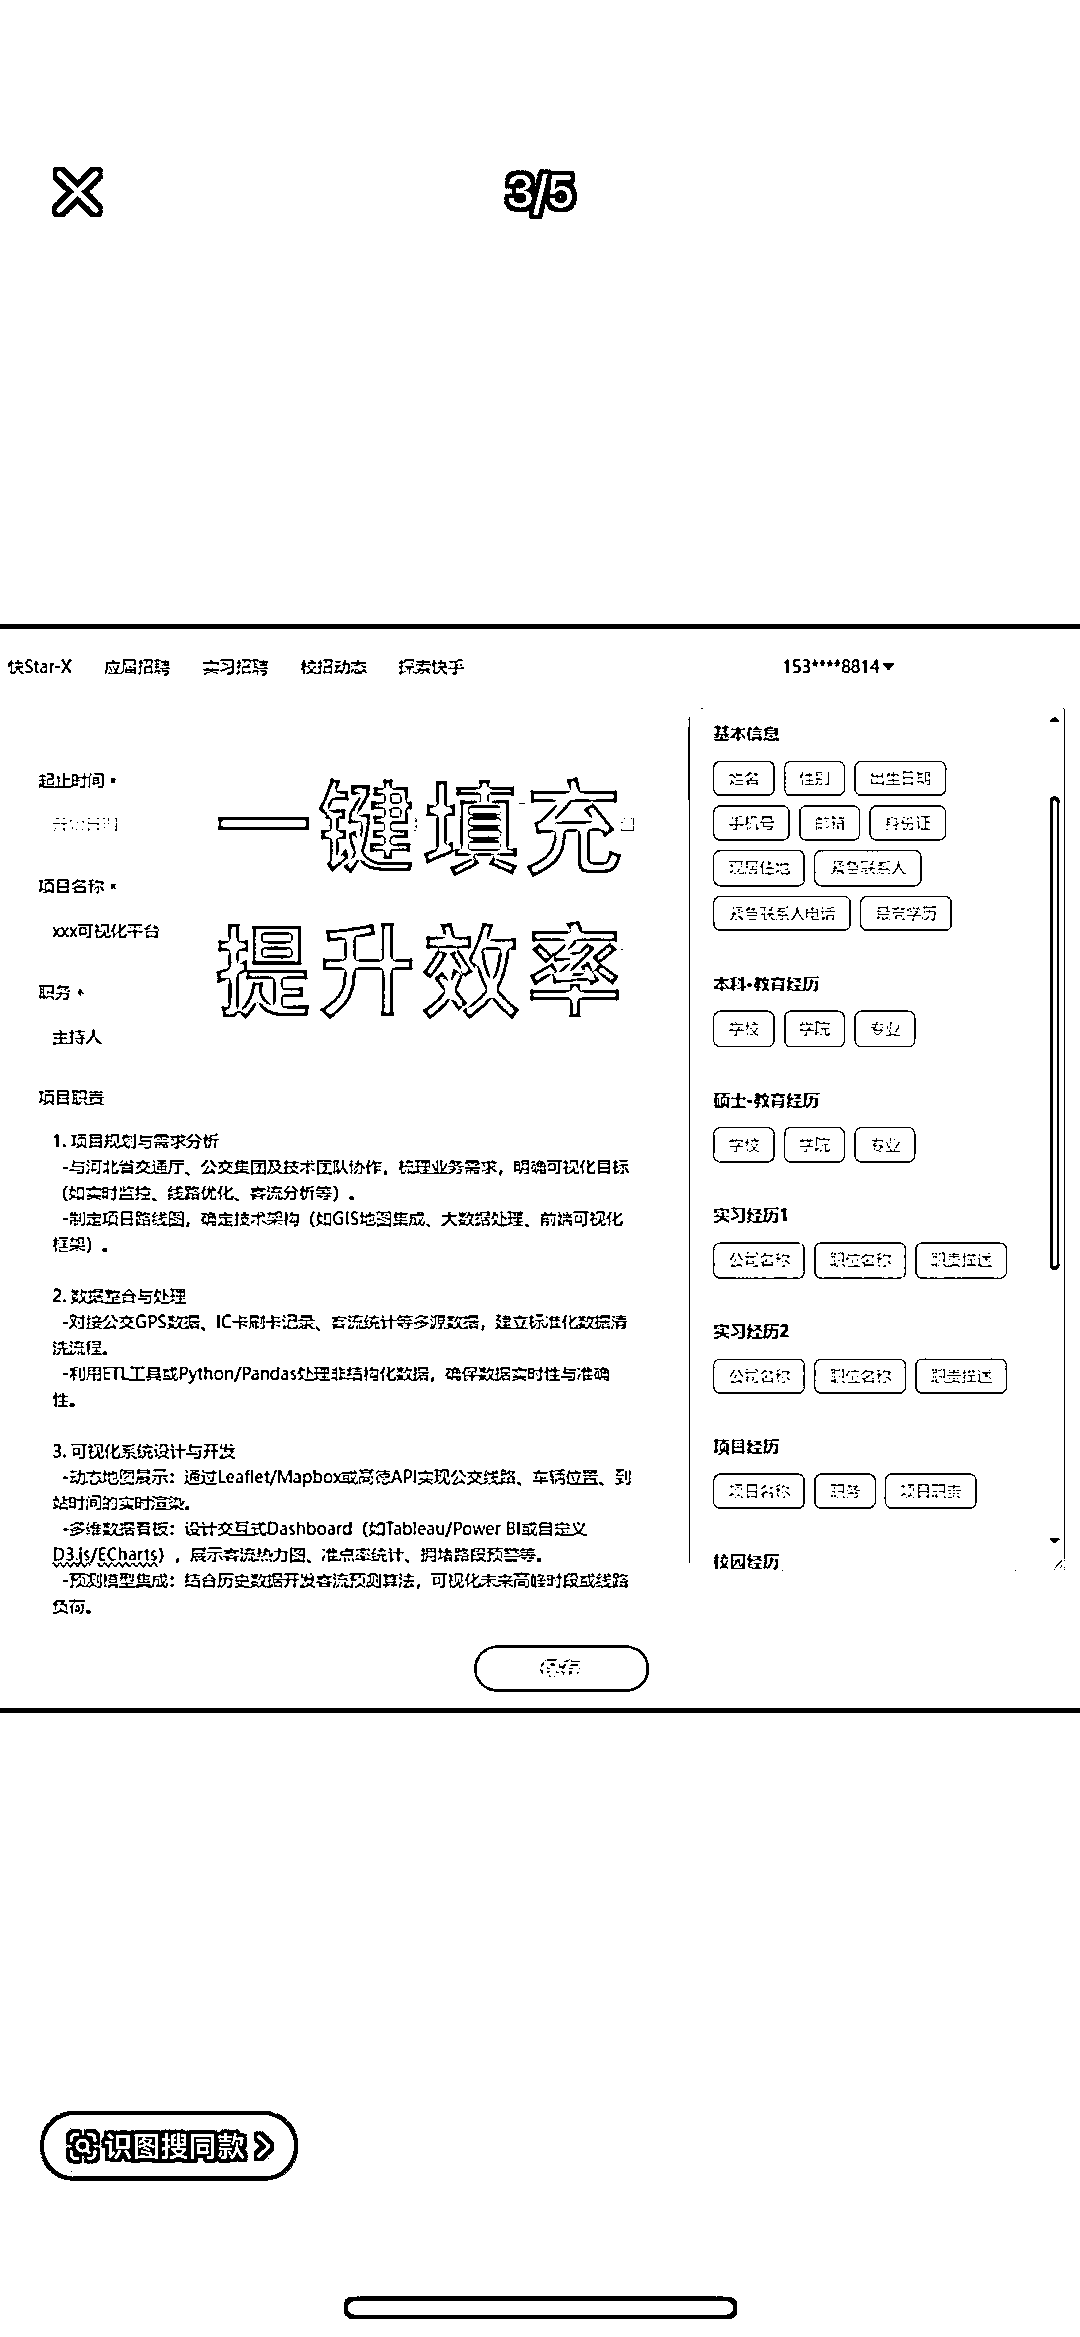 3/5
快Star-X 应届招聘 实习招聘 校招动态 探索快乎 153****8814
起止时间 *
一键填充
项目名称 *
xxx可视化平台
提升效率
职务 *
主持人
项目职责
1. 项目规划与需求分析
-与河北省交通厅、公交集团及技术团队协作，梳理业务需求，明确可视化目标
（如实时监控、线路优化、客流分析等）。
-制定项目路线图，确定技术架构（如GIS地图集成、大数据处理、前端可视化
框架）。
2. 数据整合与处理
-对接公交GPS数据、IC卡刷卡记录、客流统计等多源数据，建立标准化数据清
洗流程。
-利用ETL工具或Python/Pandas处理非结构化数据，确保数据实时性与准确
性。
3. 可视化系统设计与开发
-动态地图展示：通过Leaflet/Mapbox或高德API实现公交线路、车辆位置、到
站时间的实时渲染。
-多维数据看板：设计交互式Dashboard（如Tableau/Power BI或自定义
D3.js/ECharts），展示客流热力图、准点率统计、拥堵路段预警等。
-预测模型集成：结合历史数据开发客流预测算法，可视化未来高峰时段或线路
负荷。
基本信息
姓名 性别 出生日期
手机号 邮箱 身份证
现居住地 紧急联系人
紧急联系人电话 最高学历
本科-教育经历
学校 学院 专业
硕士-教育经历
学校 学院 专业
实习经历1
公司名称 职位名称 职责描述
实习经历2
公司名称 职位名称 职责描述
项目经历
项目名称 职务 项目职责
校园经历
识图搜同款